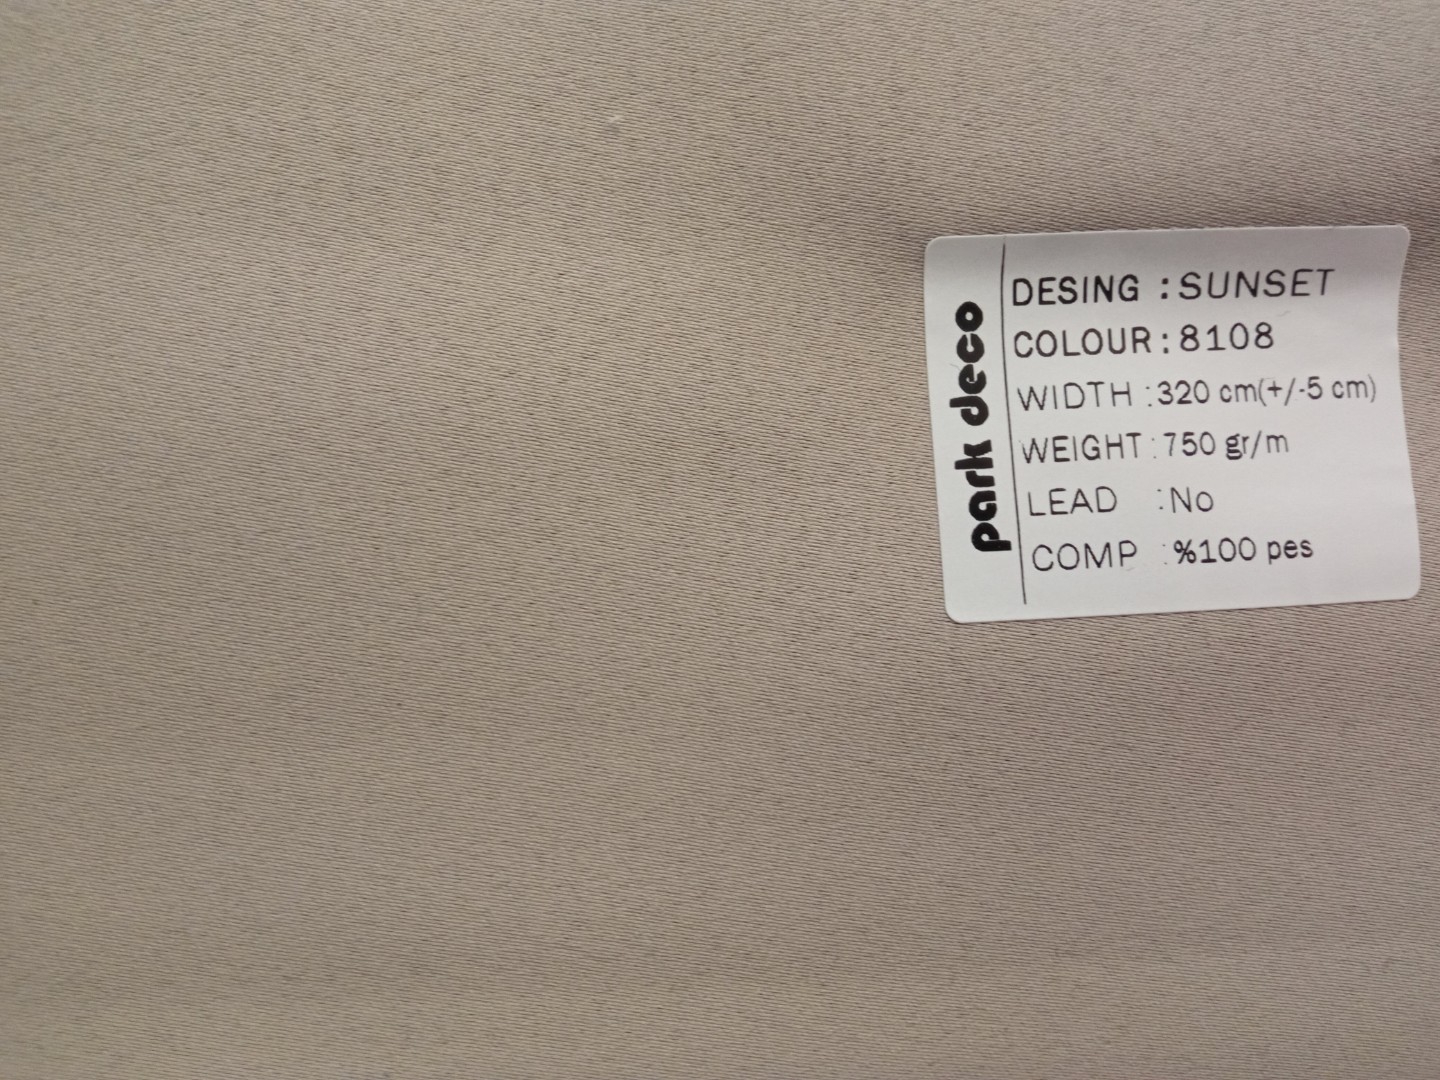 park deco
DESING : SUNSET
COLOUR : 8108
WIDTH : 320 cm(+/-5 cm)
WEIGHT : 750 gr/m
LEAD : No
COMP : %100 pes